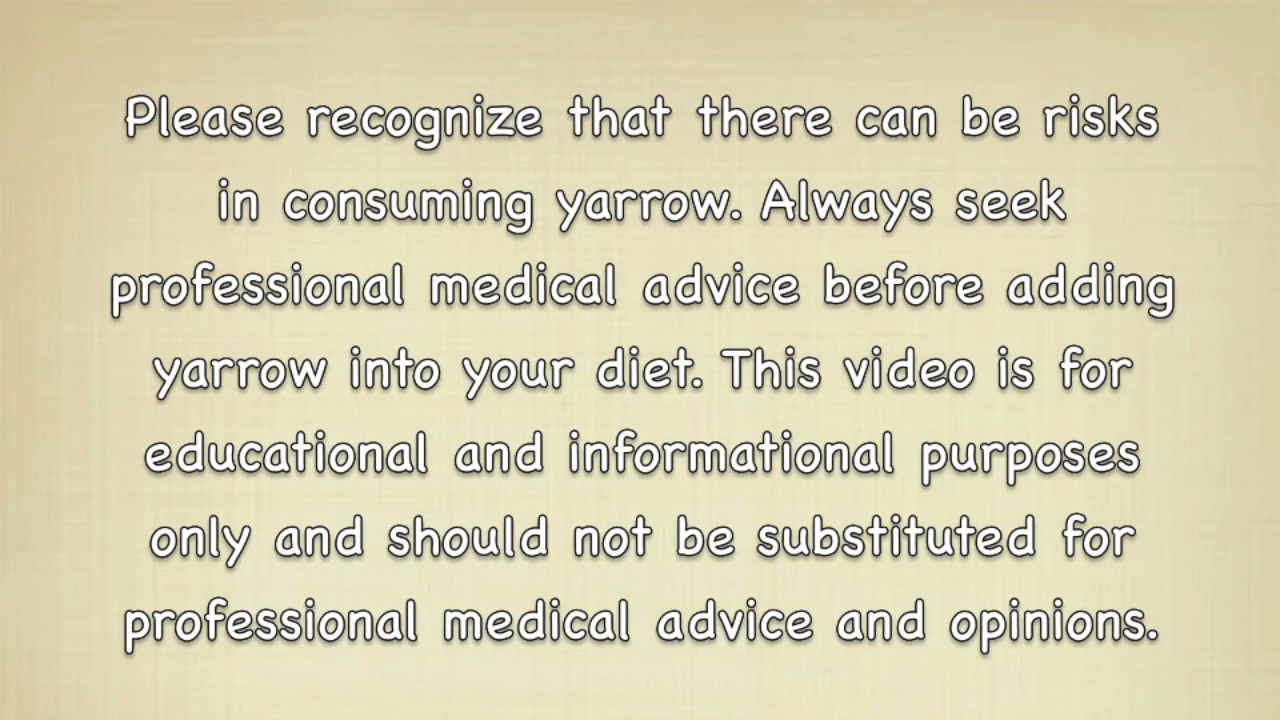 Please recognize that there can be risks
in consuming yarrow. Always seek
professional medical advice before adding
yarrow into your diet. This video is for
educational and informational purposes
only and should not be substituted for
professional medical advice and opinions.